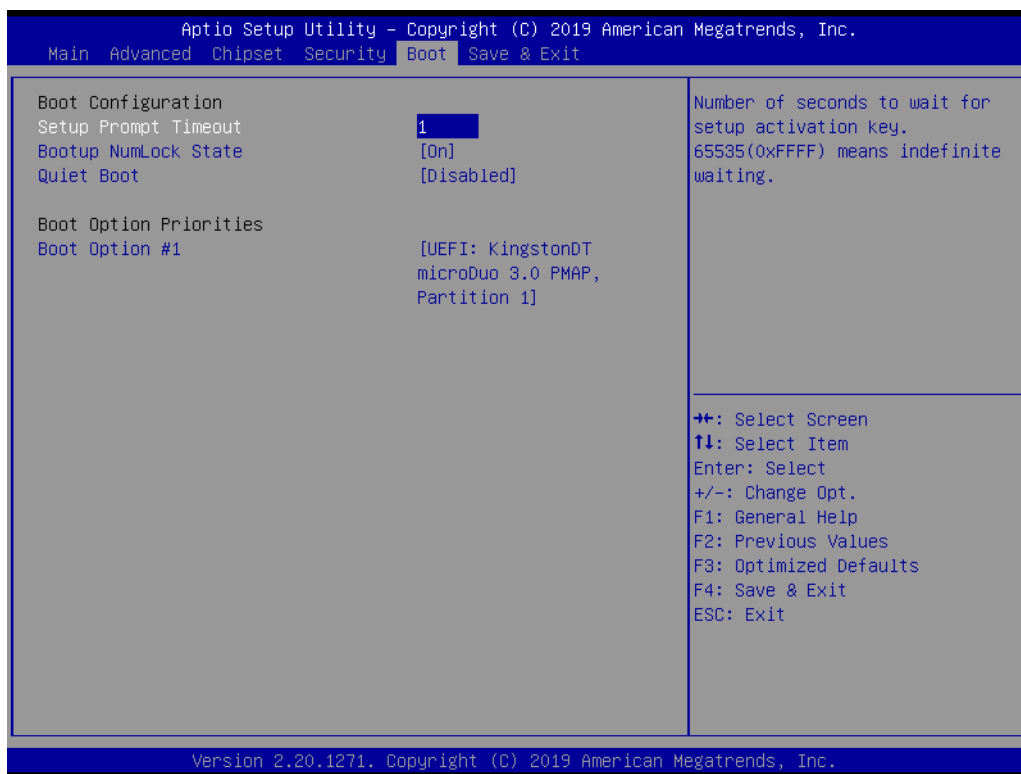 Aptio Setup Utility – Copyright (C) 2019 American Megatrends, Inc.
Main Advanced Chipset Security Boot Save & Exit
Boot Configuration
Setup Prompt Timeout 1
Bootup NumLock State [On]
Quiet Boot [Disabled]
Boot Option Priorities
Boot Option #1 [UEFI: KingstonDT
microDuo 3.0 PMAP,
Partition 1]
Number of seconds to wait for
setup activation key.
65535(0xFFFF) means indefinite
waiting.
→←: Select Screen
↑↓: Select Item
Enter: Select
+/-: Change Opt.
F1: General Help
F2: Previous Values
F3: Optimized Defaults
F4: Save & Exit
ESC: Exit
Version 2.20.1271. Copyright (C) 2019 American Megatrends, Inc.